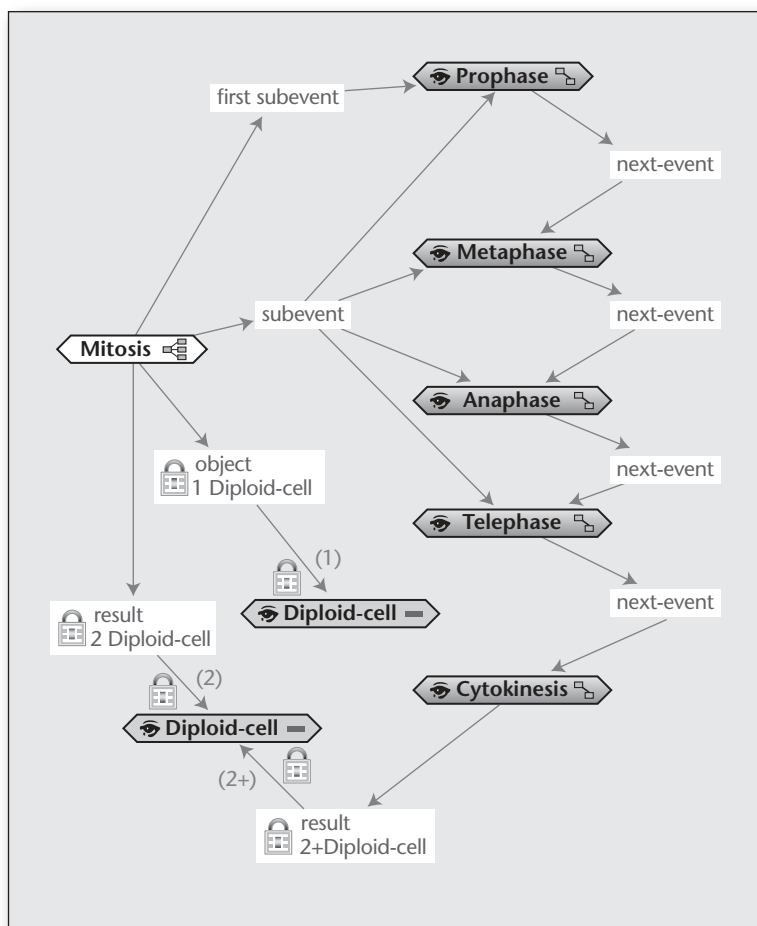 Prophase
first subevent
next-event
Metaphase
subevent
next-event
Mitosis
Anaphase
object
1 Diploid-cell
next-event
Telephase
(1)
Diploid-cell
result
2 Diploid-cell
next-event
(2)
Cytokinesis
Diploid-cell
(2+)
result
2+Diploid-cell